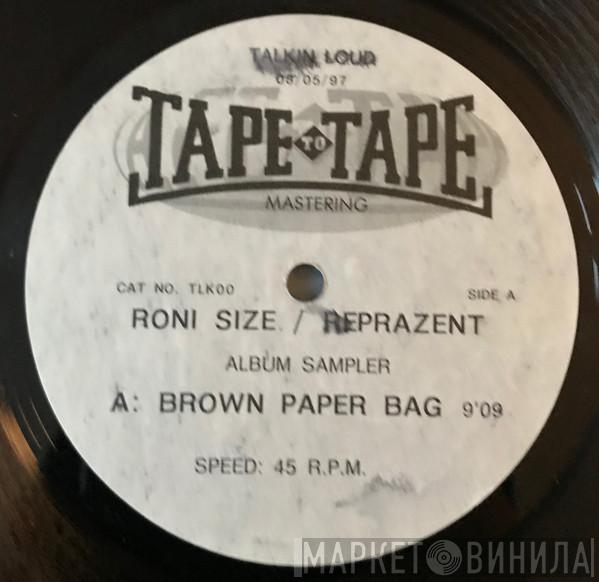 TALKIN LOUD
08/05/97
TAPE TO TAPE
MASTERING
CAT NO. TLK00
SIDE A
RONI SIZE / REPRAZENT
ALBUM SAMPLER
A: BROWN PAPER BAG 9'09
SPEED: 45 R.P.M.
МАРКЕТ ВИНИЛА